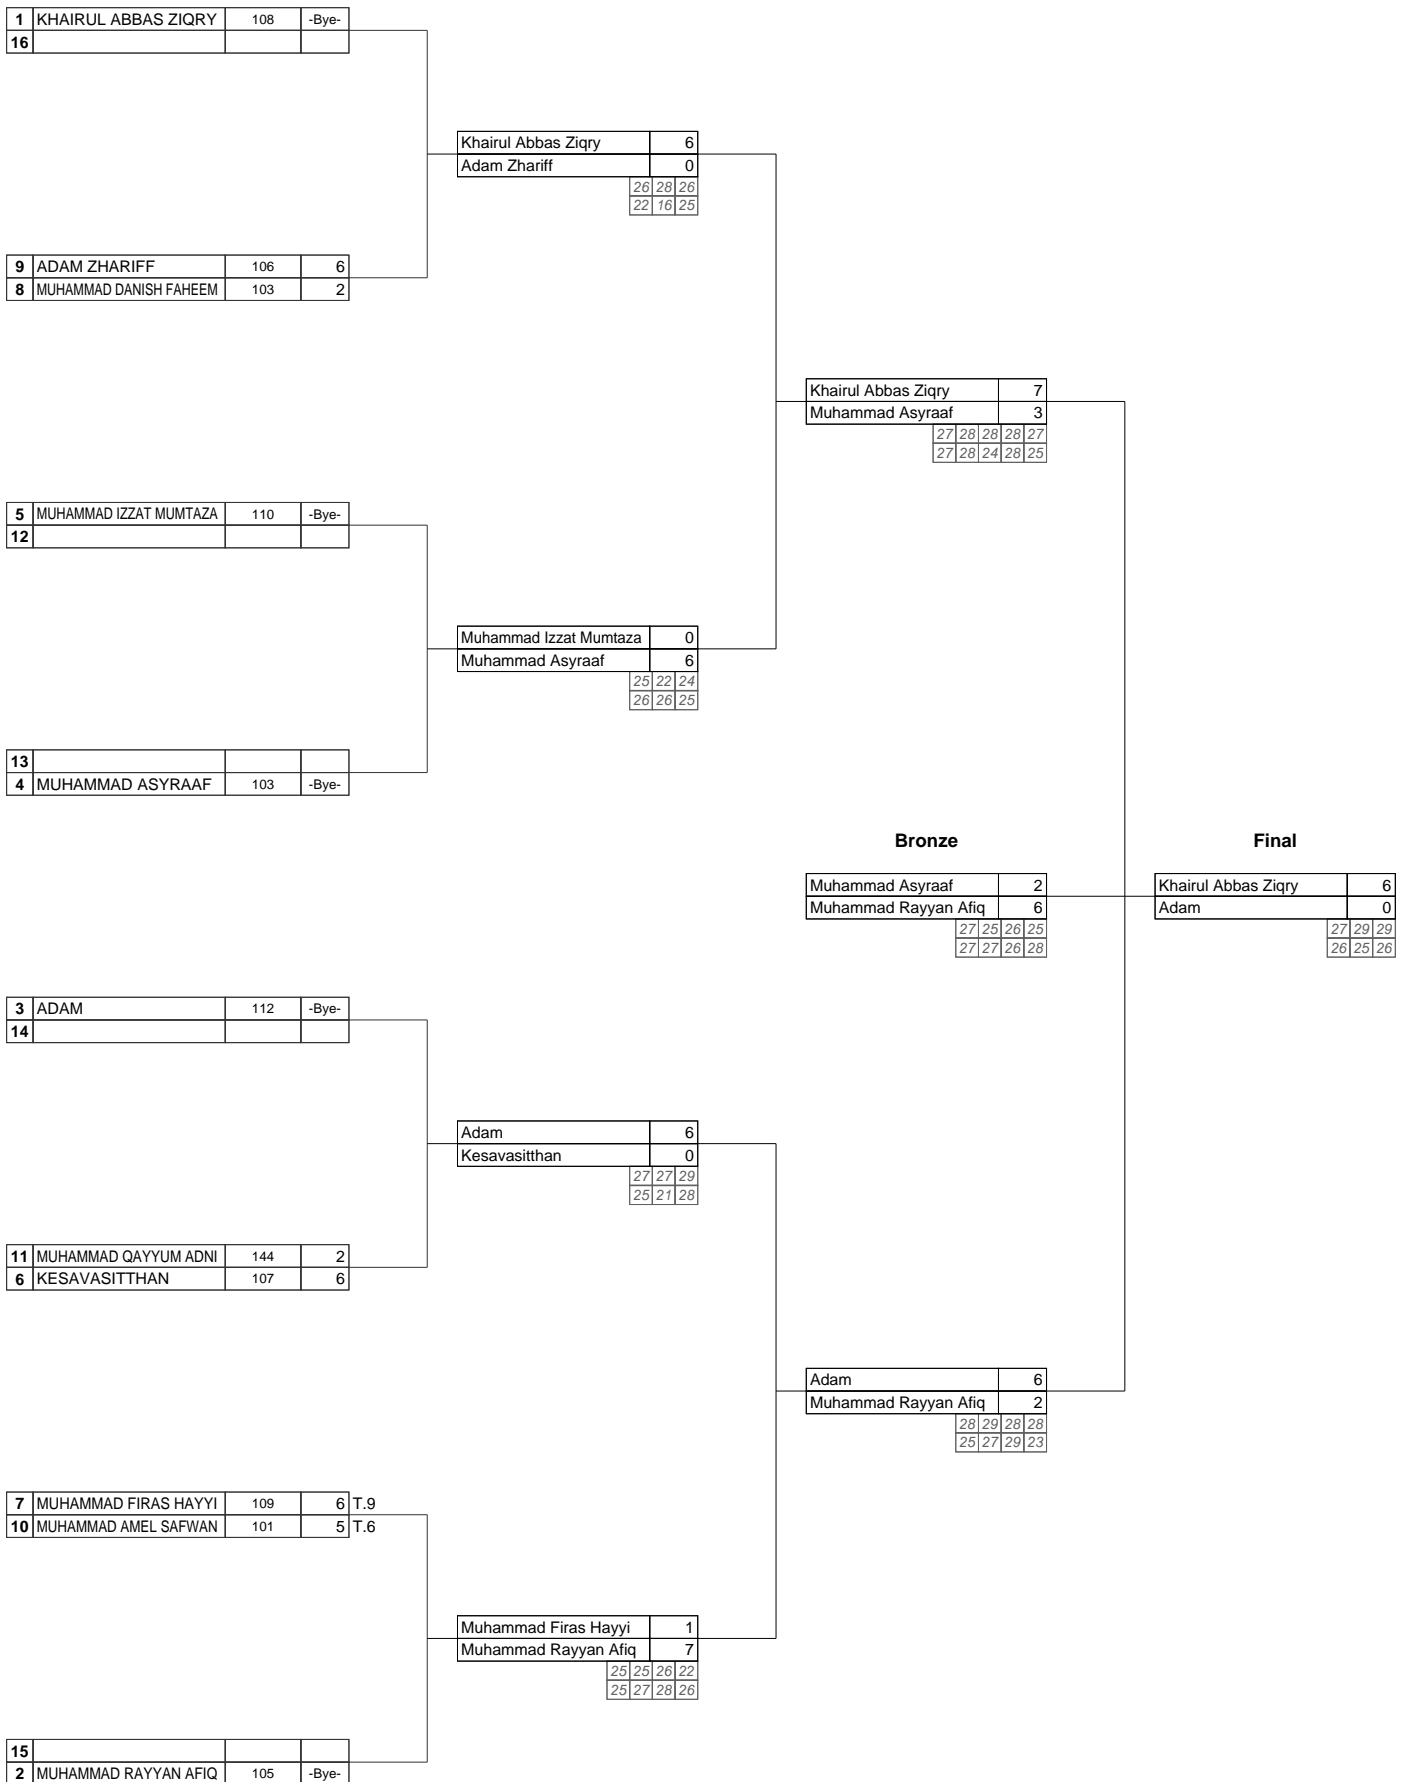 1 KHAIRUL ABBAS ZIQRY 108 -Bye-
16
Khairul Abbas Ziqry 6
Adam Zhariff 0
26 28 26
22 16 25
9 ADAM ZHARIFF 106 6
8 MUHAMMAD DANISH FAHEEM 103 2
Khairul Abbas Ziqry 7
Muhammad Asyraaf 3
27 28 28 28 27
27 28 24 28 25
5 MUHAMMAD IZZAT MUMTAZA 110 -Bye-
12
Muhammad Izzat Mumtaza 0
Muhammad Asyraaf 6
25 22 24
26 26 25
13
4 MUHAMMAD ASYRAAF 103 -Bye-
Bronze Final
Muhammad Asyraaf 2 Khairul Abbas Ziqry 6
Muhammad Rayyan Afiq 6 Adam 0
27 25 26 25 27 29 29
27 27 26 28 26 25 26
3 ADAM 112 -Bye-
14
Adam 6
Kesavasitthan 0
27 27 29
25 21 28
11 MUHAMMAD QAYYUM ADNI 144 2
6 KESAVASITTHAN 107 6
Adam 6
Muhammad Rayyan Afiq 2
28 29 28 28
25 27 29 23
7 MUHAMMAD FIRAS HAYYI 109 6 T.9
10 MUHAMMAD AMEL SAFWAN 101 5 T.6
Muhammad Firas Hayyi 1
Muhammad Rayyan Afiq 7
25 25 26 22
25 27 28 26
15
2 MUHAMMAD RAYYAN AFIQ 105 -Bye-